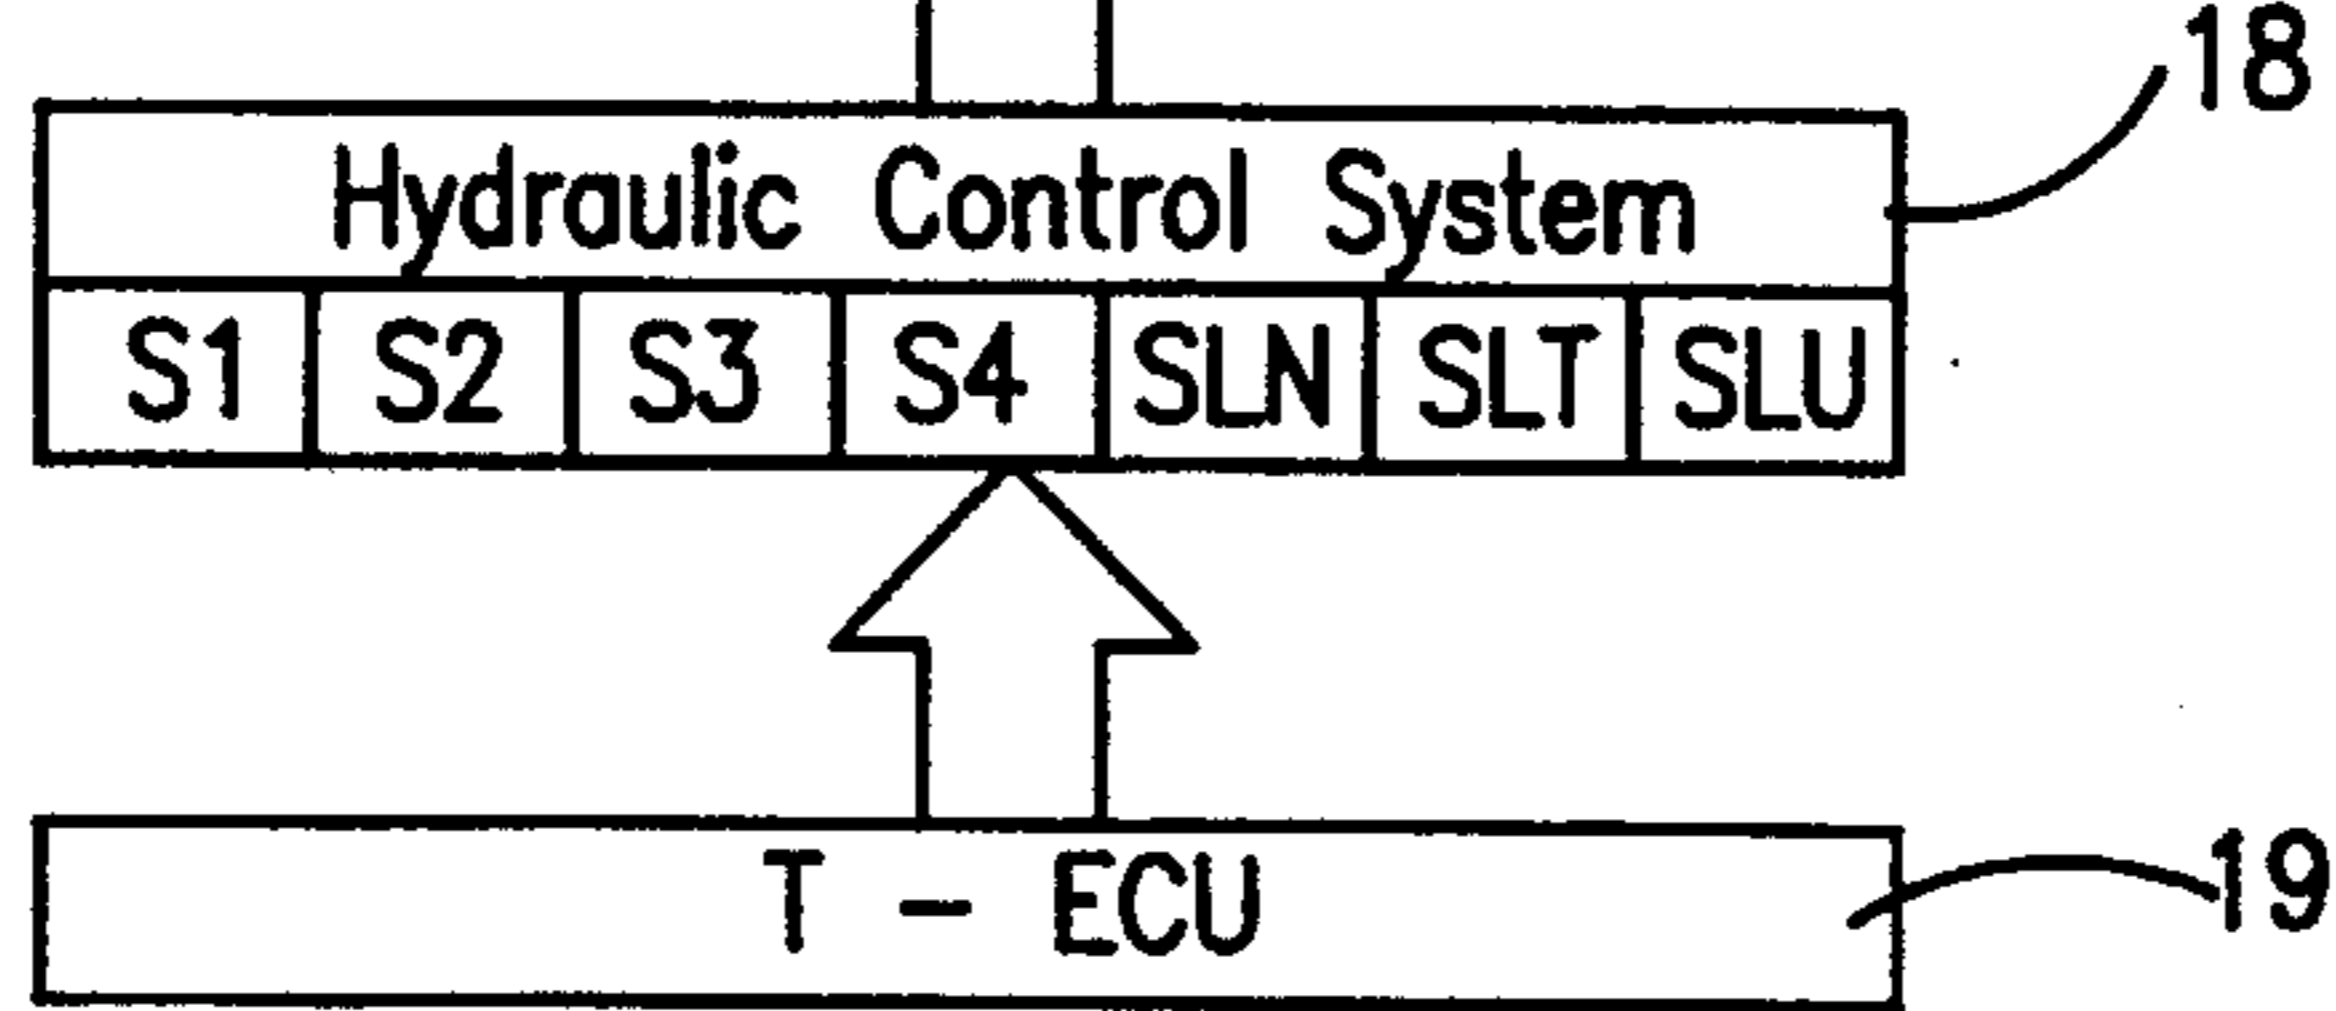 18
Hydraulic Control System
S1 S2 S3 S4 SLN SLT SLU
T - ECU 19